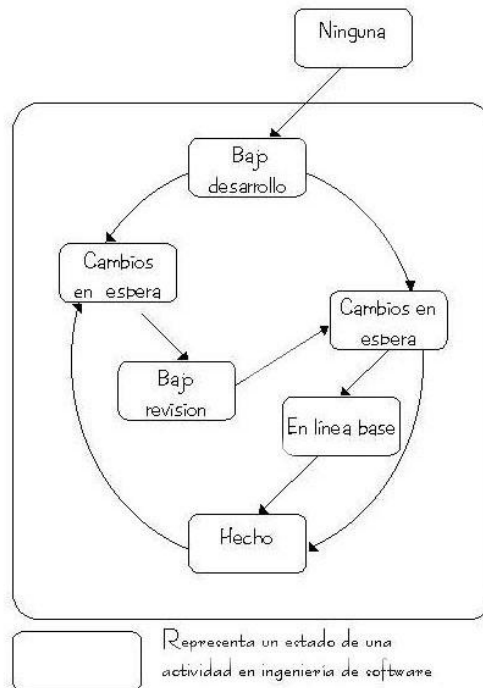 Ninguna
Bajo
desarrollo
Cambios
en espera
Cambios en
espera
Bajo
revision
En línea base
Hecho
Representa un estado de una
actividad en ingenieria de software